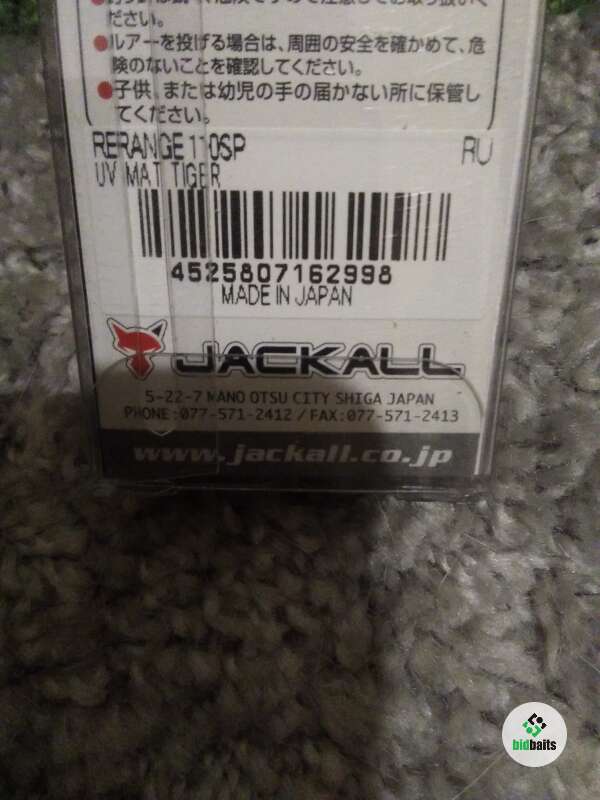 ださい。
●ルアーを投げる場合は、周囲の安全を確かめて、危
険のないことを確認してください。
●子供、または幼児の手の届かない所に保管し
てください。
RERANGE 110SP RU
UV MAT TIGER
4525807162998
MADE IN JAPAN
JACKALL
5-22-7 MANO OTSU CITY SHIGA JAPAN
PHONE:077-571-2412/FAX:077-571-2413
www.jackall.co.jp
bidbaits